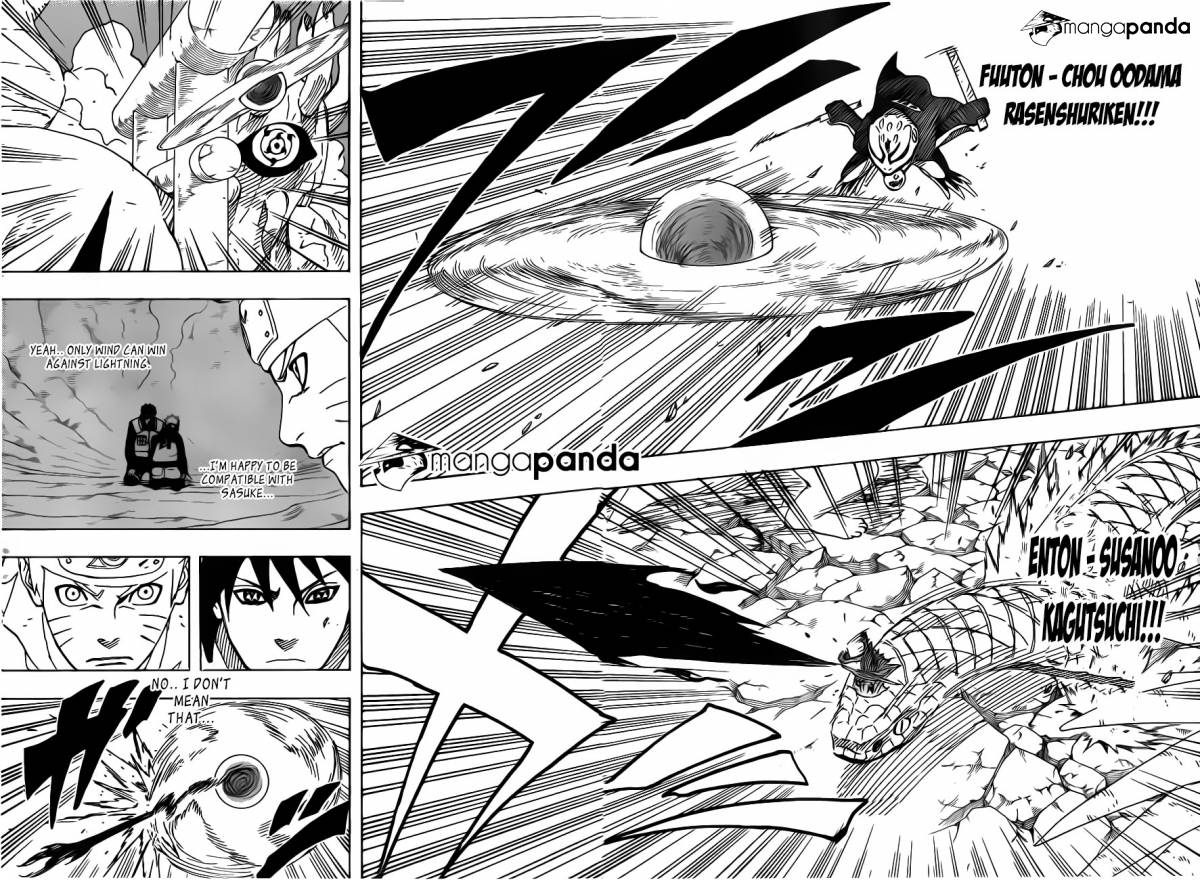 mangapanda
FUUTON - CHOU OODAMA
RASENSHURIKEN!!!
mangapanda
ENTON - SUSANOO
KAGUTSUCHI!!!
YEAH.. ONLY WIND CAN WIN
AGAINST LIGHTNING.
...I'M HAPPY TO BE
COMPATIBLE WITH
SASUKE...
NO.. I DON'T
MEAN
THAT...